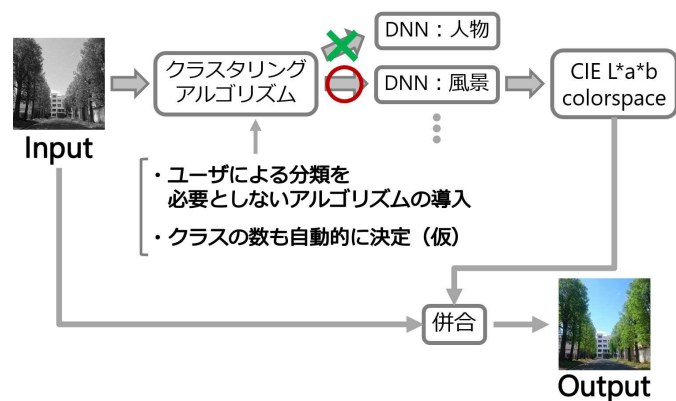 DNN：人物
クラスタリング
アルゴリズム
DNN：風景
CIE L*a*b
colorspace
Input
・ユーザによる分類を
必要としないアルゴリズムの導入
・クラスの数も自動的に決定（仮）
併合
Output